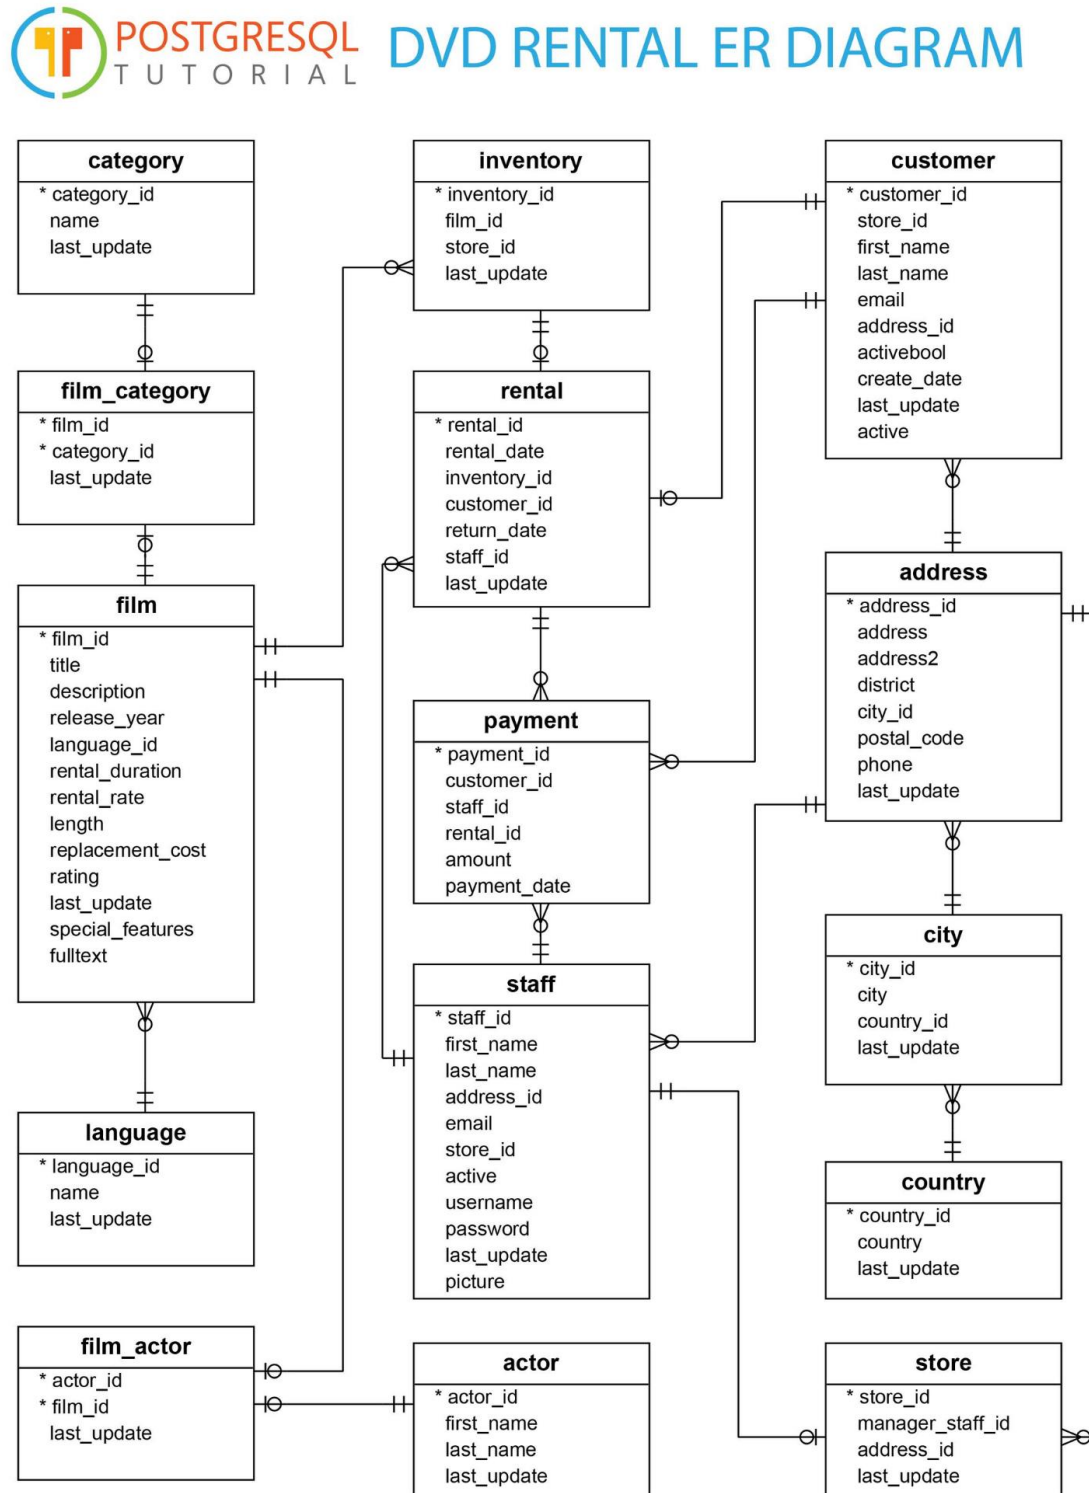 POSTGRESQL
TUTORIAL
DVD RENTAL ER DIAGRAM
category
* category_id
name
last_update
film_category
* film_id
* category_id
last_update
film
* film_id
title
description
release_year
language_id
rental_duration
rental_rate
length
replacement_cost
rating
last_update
special_features
fulltext
language
* language_id
name
last_update
film_actor
* actor_id
* film_id
last_update
inventory
* inventory_id
film_id
store_id
last_update
rental
* rental_id
rental_date
inventory_id
customer_id
return_date
staff_id
last_update
payment
* payment_id
customer_id
staff_id
rental_id
amount
payment_date
staff
* staff_id
first_name
last_name
address_id
email
store_id
active
username
password
last_update
picture
actor
* actor_id
first_name
last_name
last_update
customer
* customer_id
store_id
first_name
last_name
email
address_id
activebool
create_date
last_update
active
address
* address_id
address
address2
district
city_id
postal_code
phone
last_update
city
* city_id
city
country_id
last_update
country
* country_id
country
last_update
store
* store_id
manager_staff_id
address_id
last_update